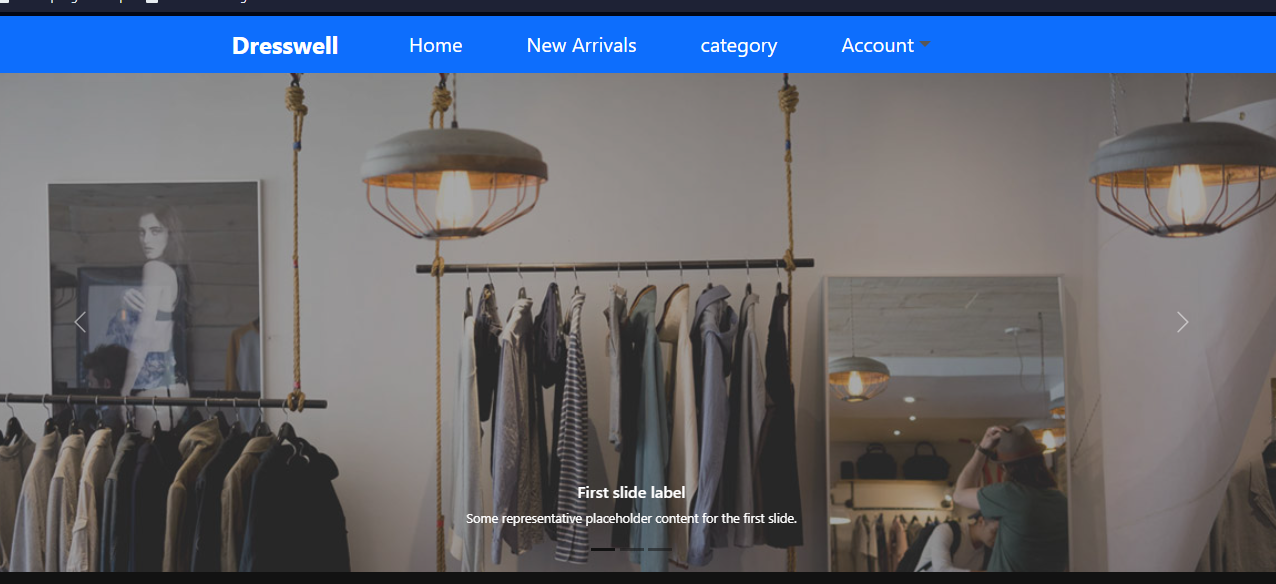 Dresswell Home New Arrivals category Account
First slide label
Some representative placeholder content for the first slide.